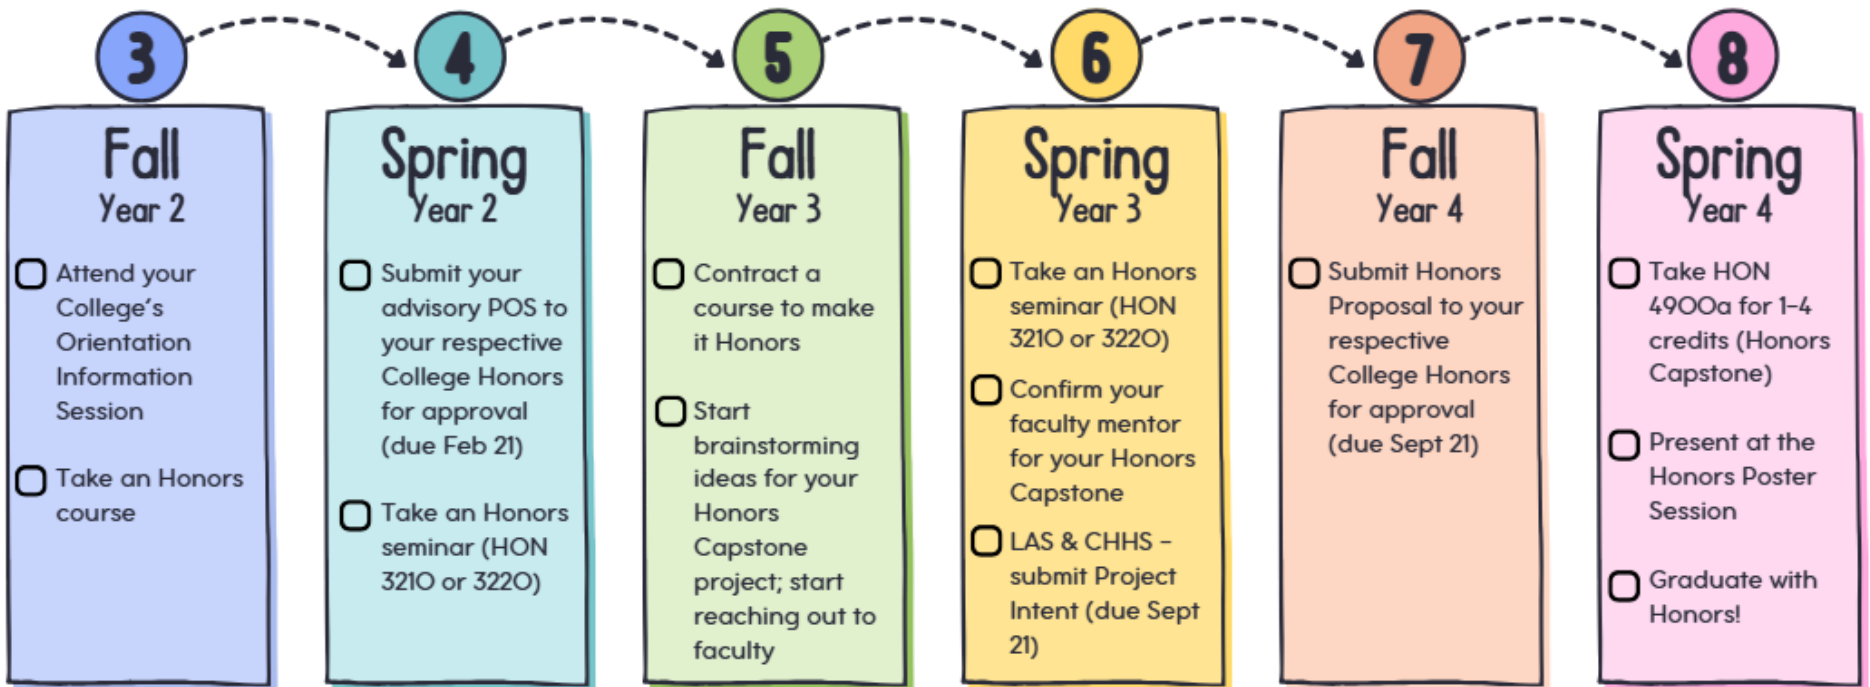 3
Fall
Year 2
Attend your
College's
Orientation
Information
Session
Take an Honors
course
4
Spring
Year 2
Submit your
advisory POS to
your respective
College Honors
for approval
(due Feb 21)
Take an Honors
seminar (HON
3210 or 3220)
5
Fall
Year 3
Contract a
course to make
it Honors
Start
brainstorming
ideas for your
Honors
Capstone
project; start
reaching out to
faculty
6
Spring
Year 3
Take an Honors
seminar (HON
3210 or 3220)
Confirm your
faculty mentor
for your Honors
Capstone
LAS & CHHS -
submit Project
Intent (due Sept
21)
7
Fall
Year 4
Submit Honors
Proposal to your
respective
College Honors
for approval
(due Sept 21)
8
Spring
Year 4
Take HON
4900a for 1-4
credits (Honors
Capstone)
Present at the
Honors Poster
Session
Graduate with
Honors!